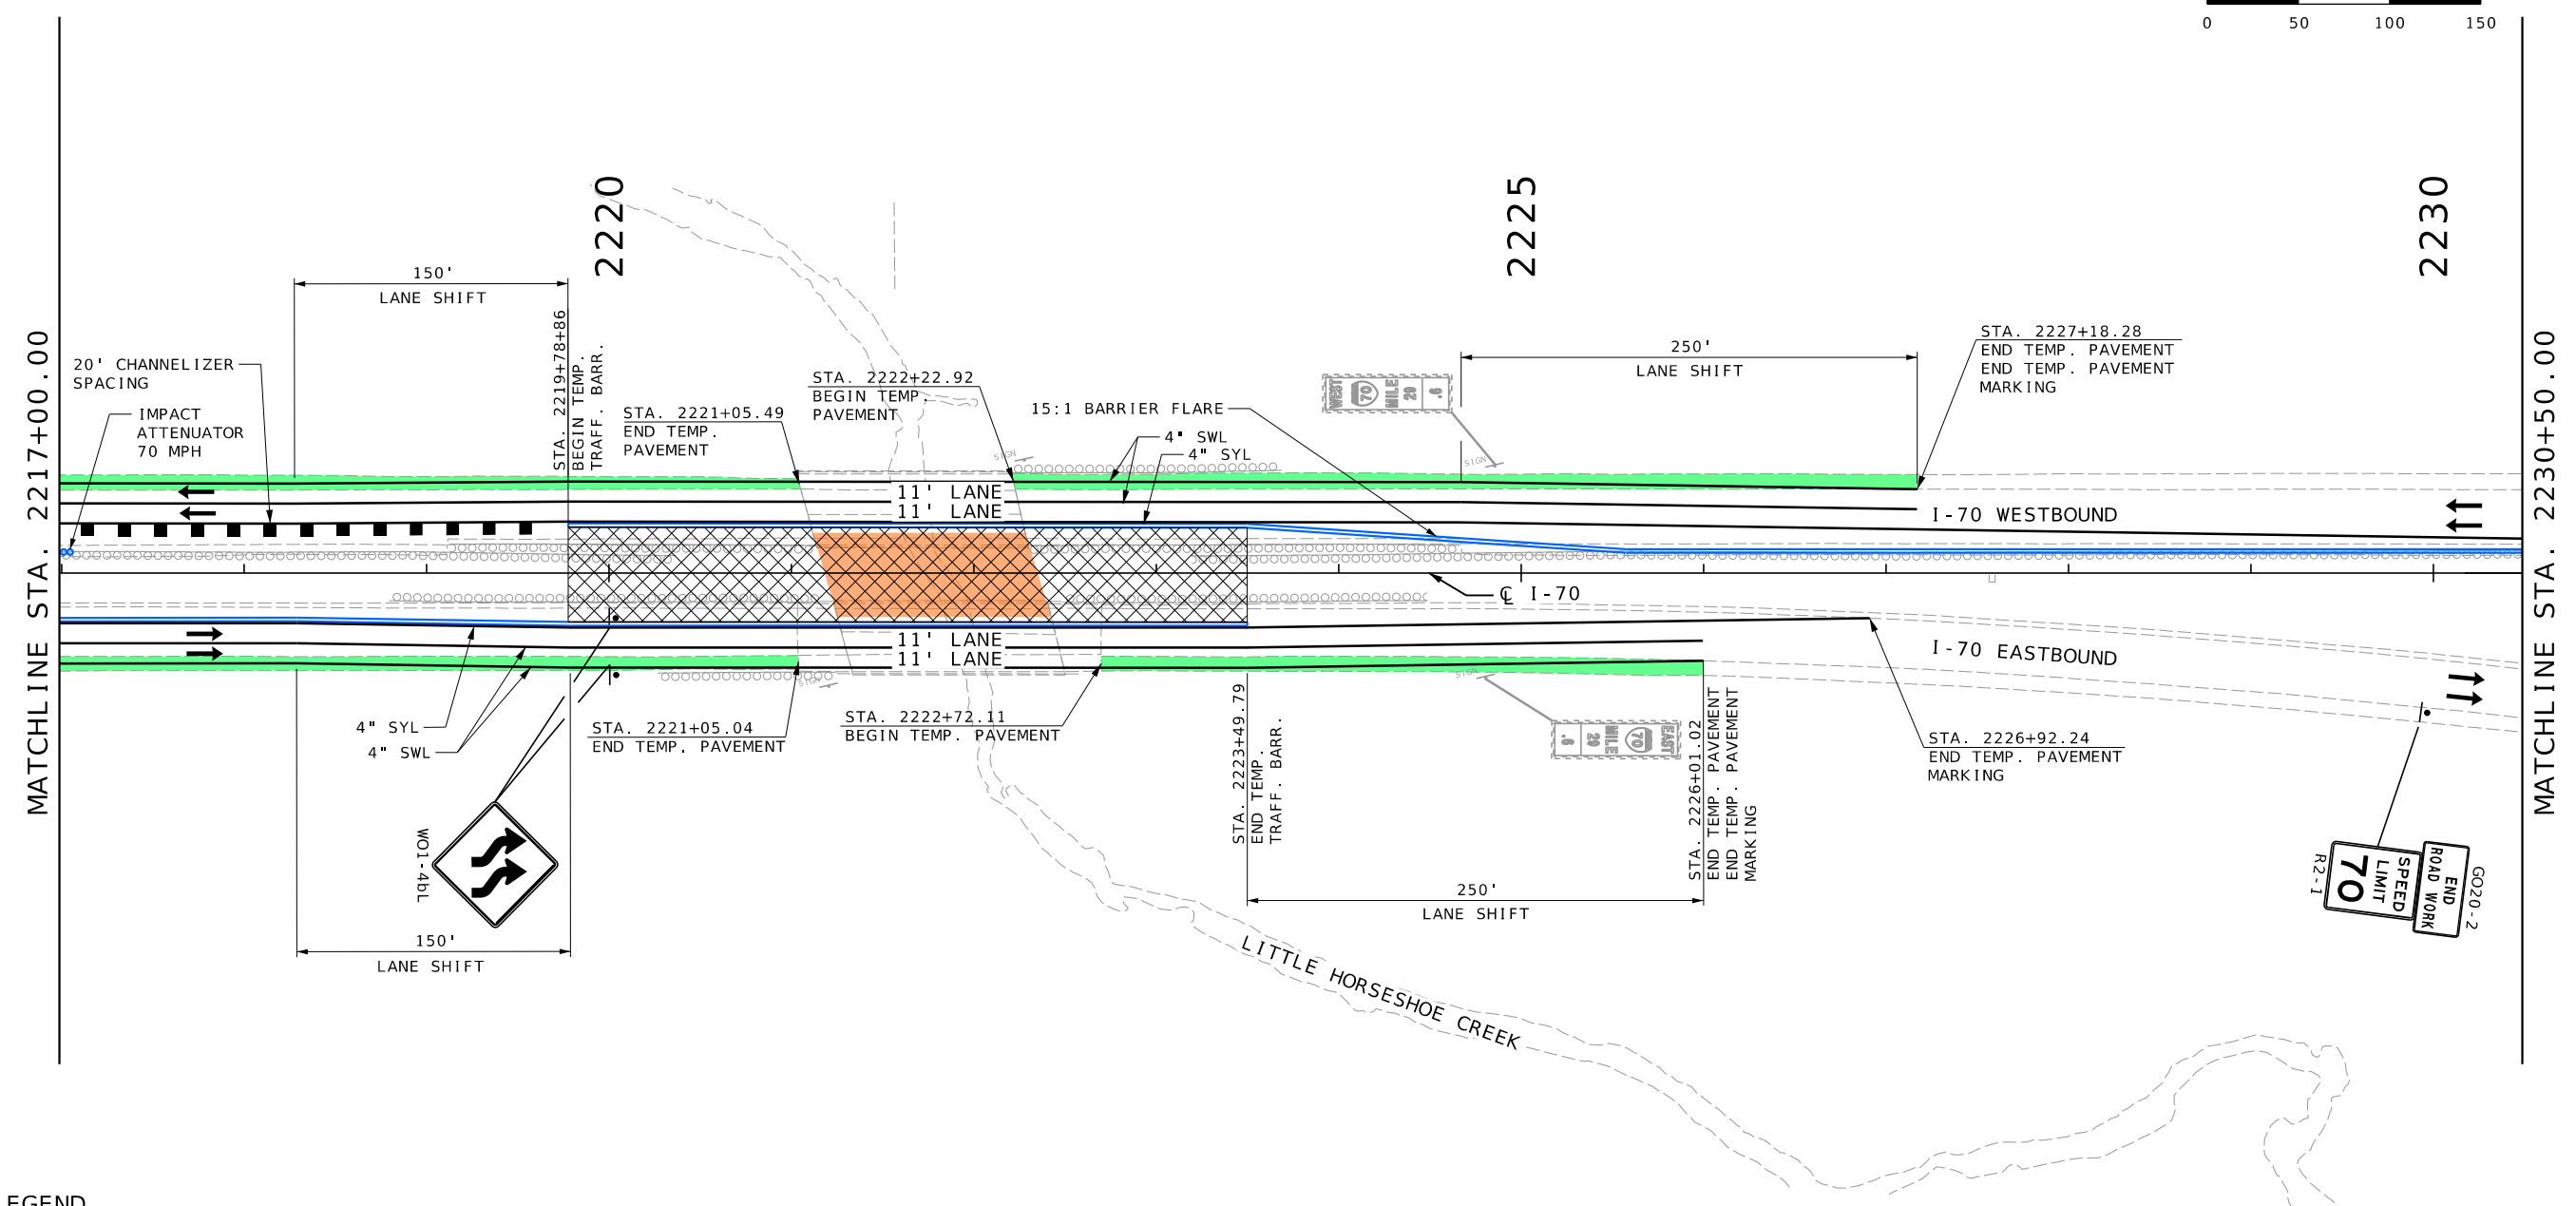 0 50 100 150
2220
2225
2230
MATCHLINE STA. 2217+00.00
MATCHLINE STA. 2230+50.00
150'
LANE SHIFT
20' CHANNELIZER
SPACING
IMPACT
ATTENUATOR
70 MPH
STA. 2219+78+86
BEGIN TEMP.
TRAFF. BARR.
STA. 2221+05.49
END TEMP.
PAVEMENT
STA. 2222+22.92
BEGIN TEMP.
PAVEMENT
15:1 BARRIER FLARE
4" SWL
4" SYL
WEST
70
MILE
29
.6
250'
LANE SHIFT
STA. 2227+18.28
END TEMP. PAVEMENT
END TEMP. PAVEMENT
MARKING
SIGN
SIGN
11' LANE
11' LANE
I-70 WESTBOUND
℄ I-70
11' LANE
11' LANE
I-70 EASTBOUND
SIGN
SIGN
4" SYL
4" SWL
STA. 2221+05.04
END TEMP. PAVEMENT
STA. 2222+72.11
BEGIN TEMP. PAVEMENT
STA. 2223+49.79
END TEMP.
TRAFF. BARR.
EAST
70
MILE
29
.6
STA. 2226+01.02
END TEMP. PAVEMENT
END TEMP. PAVEMENT
MARKING
STA. 2226+92.24
END TEMP. PAVEMENT
MARKING
WO1-4bL
150'
LANE SHIFT
250'
LANE SHIFT
END
ROAD WORK
GO20-2
SPEED
LIMIT
70
R2-1
LITTLE HORSESHOE CREEK
EGEND